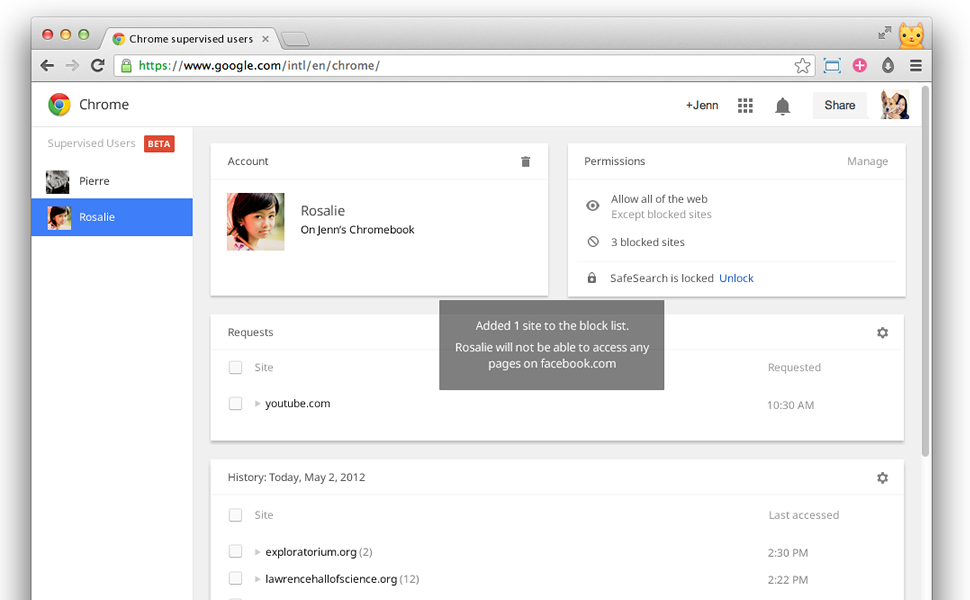 Chrome supervised users
https://www.google.com/intl/en/chrome/
Chrome
+Jenn
Share
Supervised Users BETA
Pierre
Rosalie
Account
Rosalie
On Jenn's Chromebook
Permissions
Manage
Allow all of the web
Except blocked sites
3 blocked sites
SafeSearch is locked Unlock
Added 1 site to the block list.
Rosalie will not be able to access any
pages on facebook.com
Requests
Site
Requested
youtube.com
10:30 AM
History: Today, May 2, 2012
Site
Last accessed
exploratorium.org (2)
2:30 PM
lawrencehallofscience.org (12)
2:22 PM